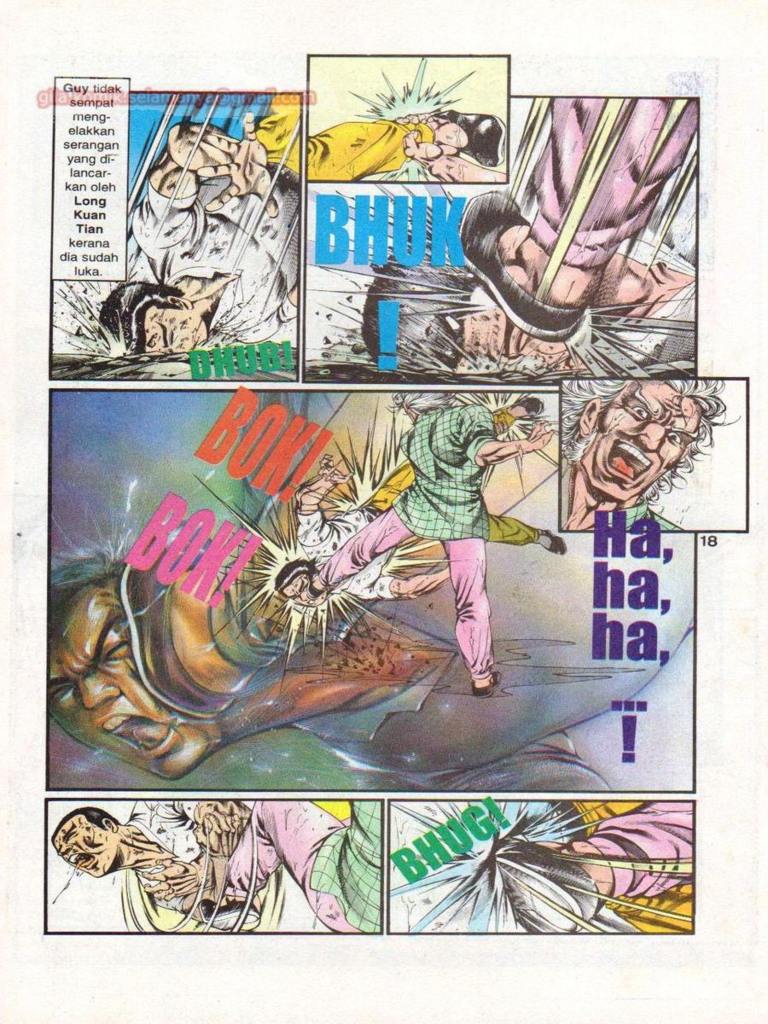 Guy tidak
sempat
meng-
elakkan
serangan
yang di-
lancar-
kan oleh
Long
Kuan
Tian
kerana
dia sudah
luka.
DHUB!
BHUK
!
BOK!
BOK!
Ha,
ha,
ha,
...!
18
BHUG!